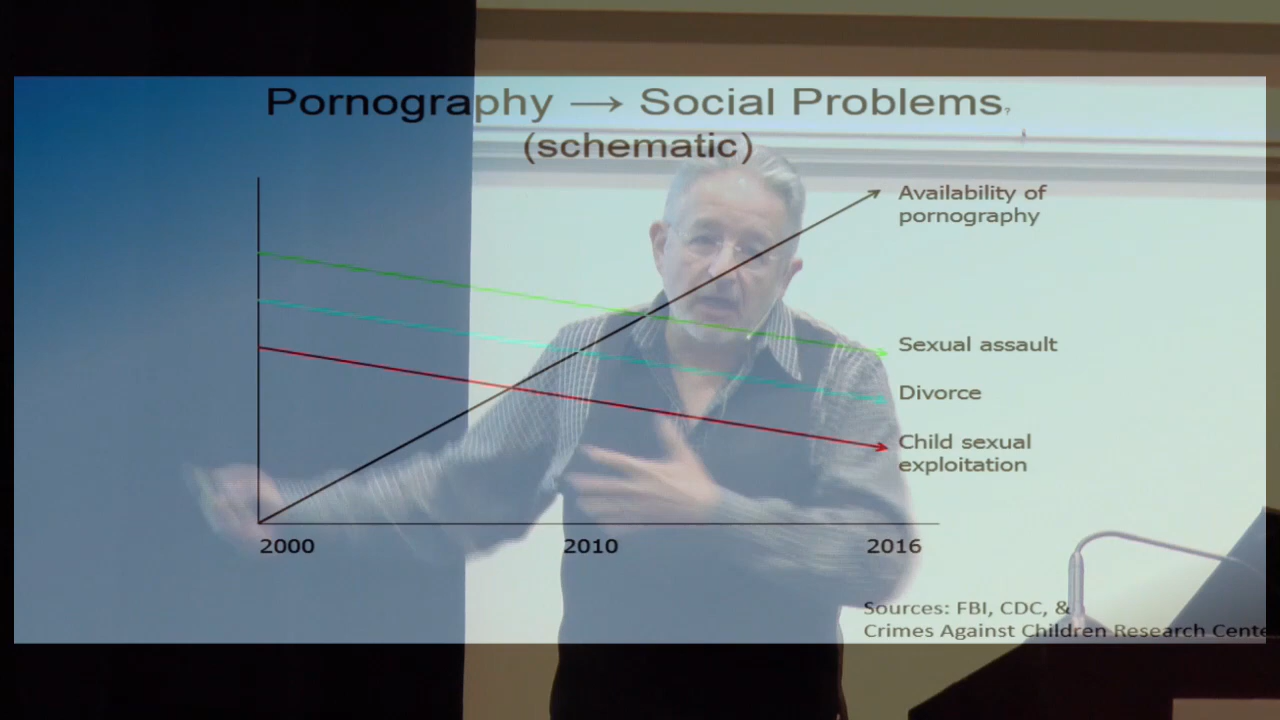 Pornography → Social Problems?
(schematic)
Availability of
pornography
Sexual assault
Divorce
Child sexual
exploitation
2000
2010
2016
Sources: FBI, CDC, &
Crimes Against Children Research Cente